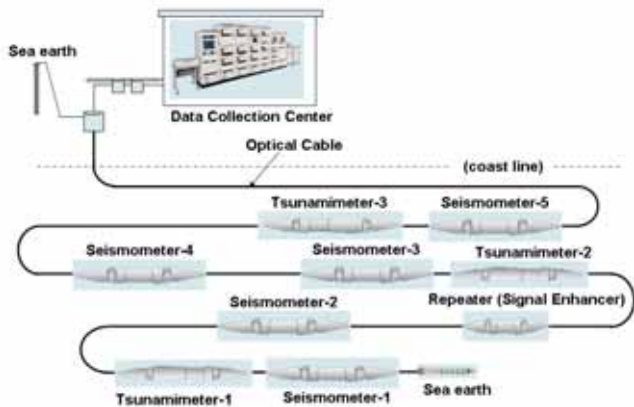 Sea earth
Data Collection Center
Optical Cable
(coast line)
Tsunamimeter-3
Seismometer-5
Seismometer-4
Seismometer-3
Tsunamimeter-2
Seismometer-2
Repeater (Signal Enhancer)
Tsunamimeter-1
Seismometer-1
Sea earth